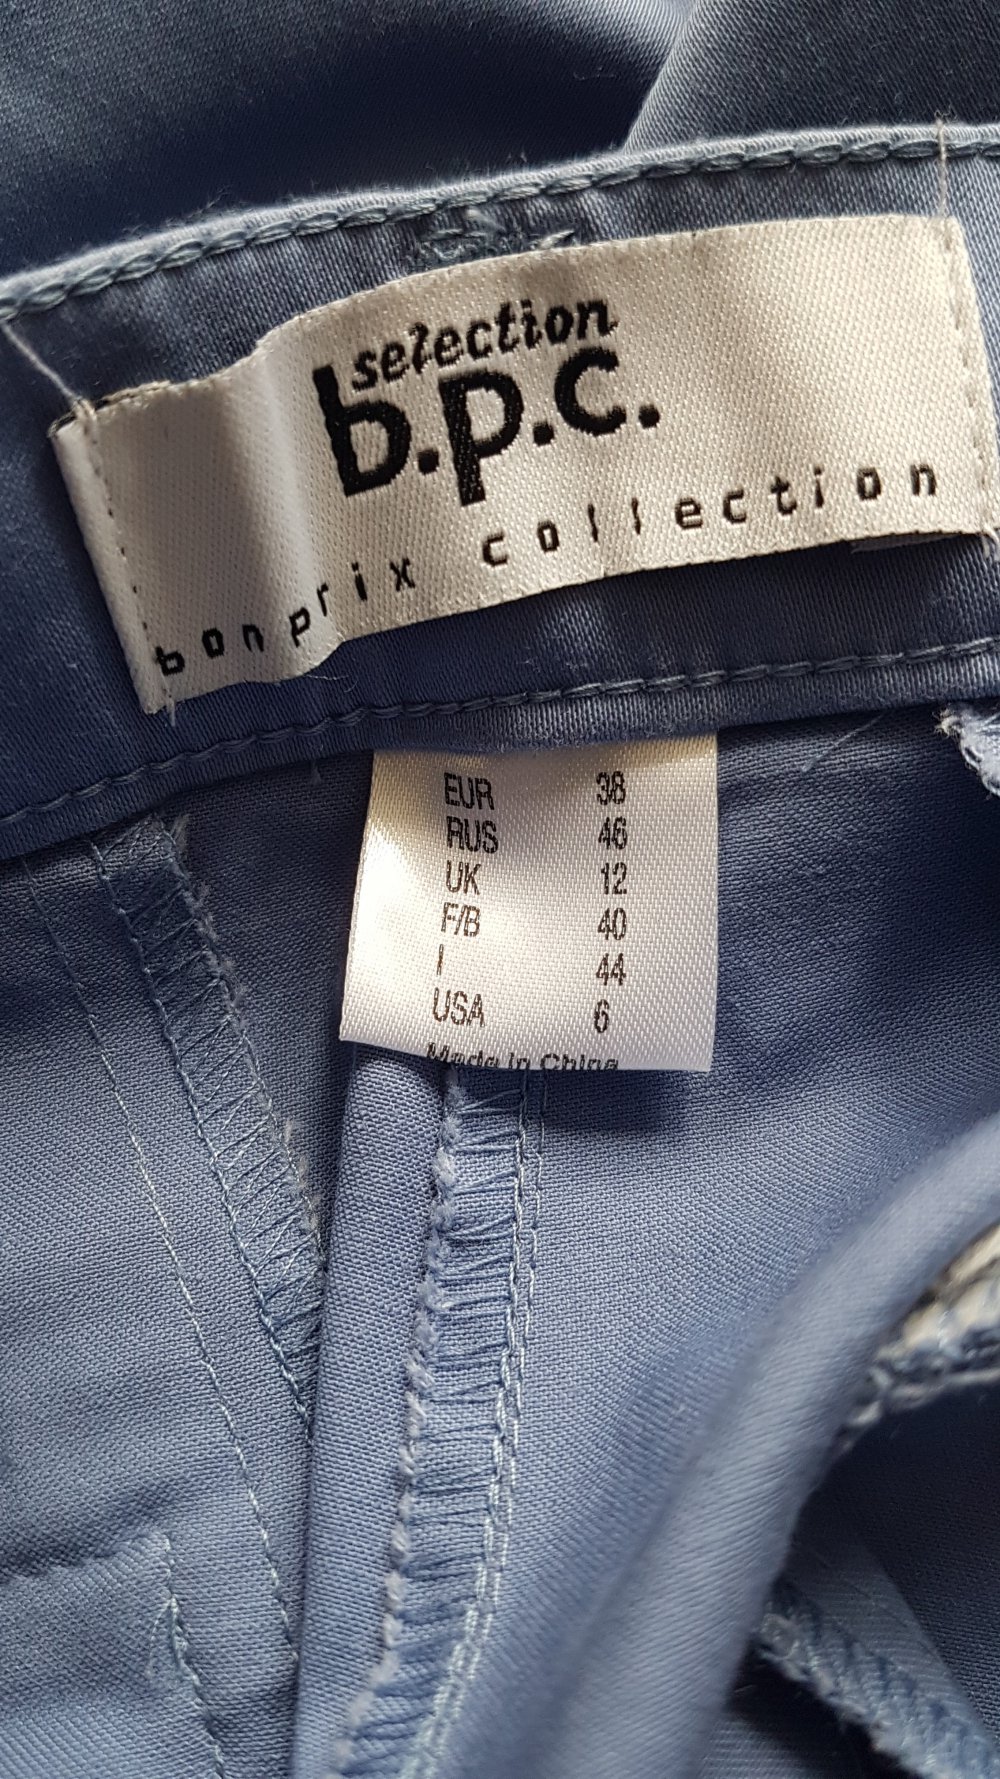 selection
b.p.c.
bonprix collection
EUR 38
RUS 46
UK 12
F/B 40
I 44
USA 6
Made in China